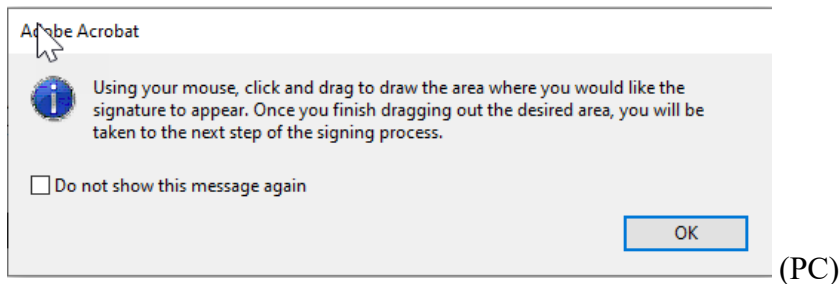 Adobe Acrobat
Using your mouse, click and drag to draw the area where you would like the
signature to appear. Once you finish dragging out the desired area, you will be
taken to the next step of the signing process.
Do not show this message again
OK
(PC)